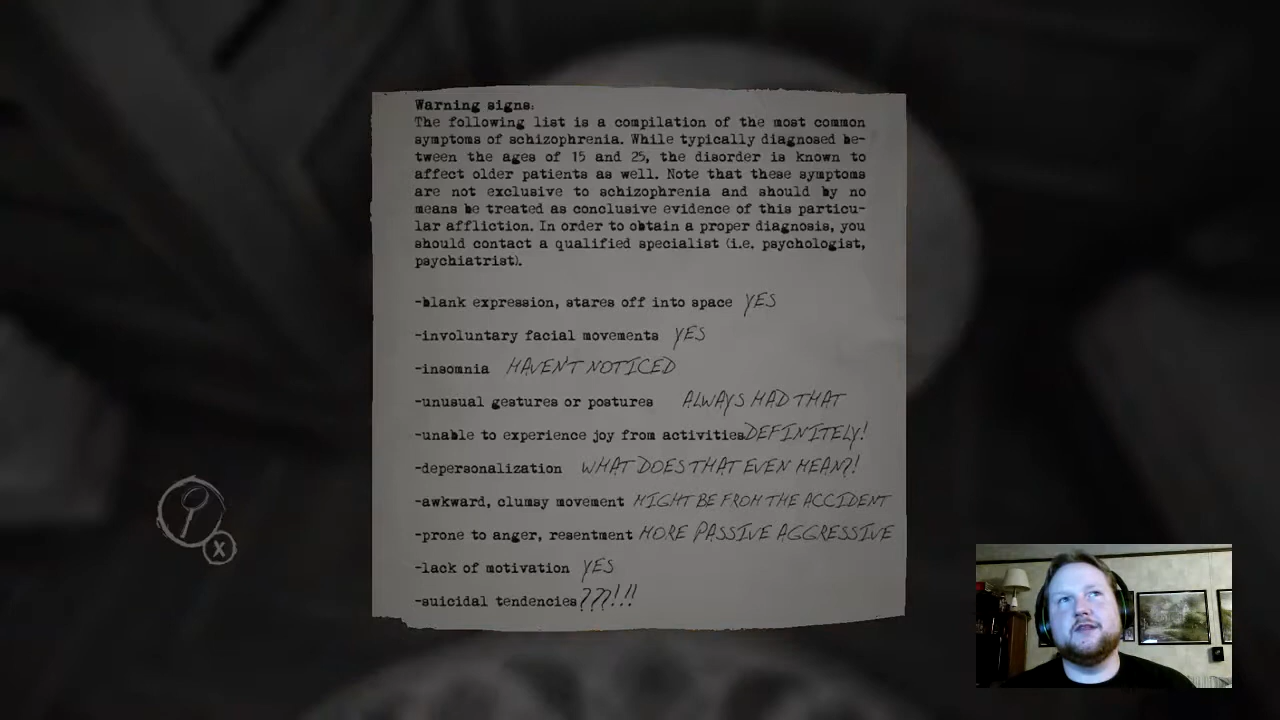 Warning signs:
The following list is a compilation of the most common
symptoms of schizophrenia. While typically diagnosed be-
tween the ages of 15 and 25, the disorder is known to
affect older patients as well. Note that these symptoms
are not exclusive to schizophrenia and should by no
means be treated as conclusive evidence of this particu-
lar affliction. In order to obtain a proper diagnosis, you
should contact a qualified specialist (i.e. psychologist,
psychiatrist).
-blank expression, stares off into space YES
-involuntary facial movements YES
-insomnia HAVEN'T NOTICED
-unusual gestures or postures ALWAYS HAD THAT
-unable to experience joy from activities DEFINITELY!
-depersonalization WHAT DOES THAT EVEN MEAN?!
-awkward, clumsy movement MIGHT BE FROM THE ACCIDENT
-prone to anger, resentment MORE PASSIVE AGGRESSIVE
-lack of motivation YES
-suicidal tendencies???!!!
X